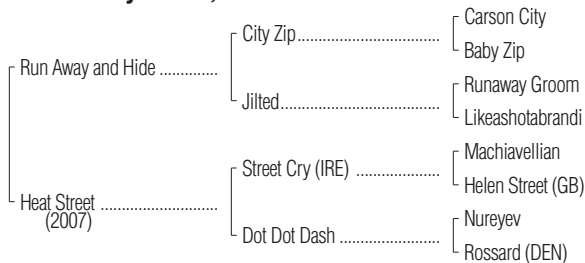 Carson City
City Zip
Baby Zip
Run Away and Hide
Runaway Groom
Jilted
Likeashotabrandi
Machiavellian
Street Cry (IRE)
Helen Street (GB)
Heat Street
(2007)
Nureyev
Dot Dot Dash
Rossard (DEN)